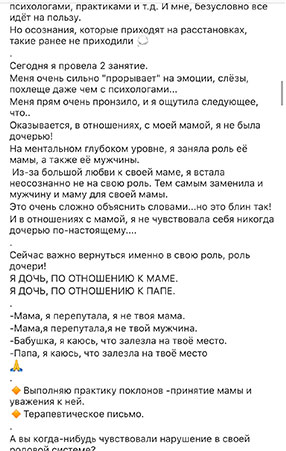 психологами, практиками и т.д. И мне, безусловно все
идёт на пользу.
Но осознания, которые приходят на расстановках,
такие ранее не приходили 💭
.
Сегодня я провела 2 занятие.
Меня очень сильно "прорывает" на эмоции, слёзы,
похлеще даже чем с психологами...
Меня прям очень пронзило, и я ощутила следующее,
что..
Оказывается, в отношениях, с моей мамой, я не была
дочерью!
На ментальном глубоком уровне, я заняла роль её
мамы, а также её мужчины.
Из-за большой любви к своей маме, я встала
неосознанно не на свою роль. Тем самым заменила и
мужчину и маму для своей мамы.
Это очень сложно объяснить словами...но это блин так!
И в отношениях с мамой, я не чувствовала себя никогда
дочерью по-настоящему....
.
Сейчас важно вернуться именно в свою роль, роль
дочери!
Я ДОЧЬ, ПО ОТНОШЕНИЮ К МАМЕ.
Я ДОЧЬ, ПО ОТНОШЕНИЮ К ПАПЕ.
.
-Мама, я перепутала, я не твоя мама.
-Мама,я перепутала,я не твой мужчина.
-Бабушка, я каюсь, что залезла на твоё место.
-Папа, я каюсь, что залезла на твоё место
🙏
.
🔸Выполняю практику поклонов -принятие мамы и
уважения к ней.
🔸Терапевтическое письмо.
.
А вы когда-нибудь чувствовали нарушение в своей
родовой системе?